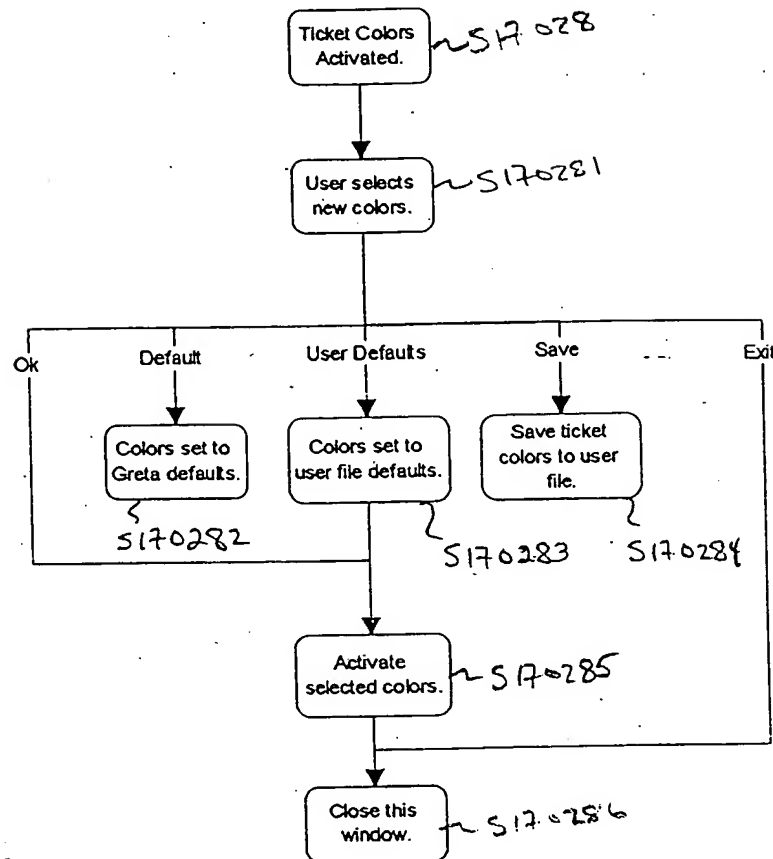 Ticket Colors
Activated.
S17028
User selects
new colors.
S170281
Ok
Default
User Defaults
Save
Exit
Colors set to
Greta defaults.
Colors set to
user file defaults.
Save ticket
colors to user
file.
S170282
S170283
S170284
Activate
selected colors.
S170285
Close this
window.
S170286